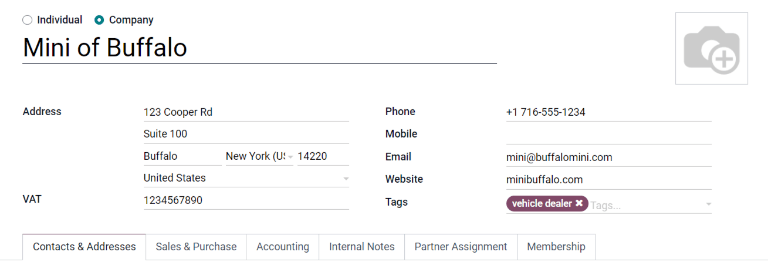 Individual Company
Mini of Buffalo
Address 123 Cooper Rd Phone +1 716-555-1234
Suite 100 Mobile
Buffalo New York (US 14220 Email mini@buffalomini.com
United States Website minibuffalo.com
VAT 1234567890 Tags vehicle dealer ✖ Tags...
Contacts & Addresses Sales & Purchase Accounting Internal Notes Partner Assignment Membership